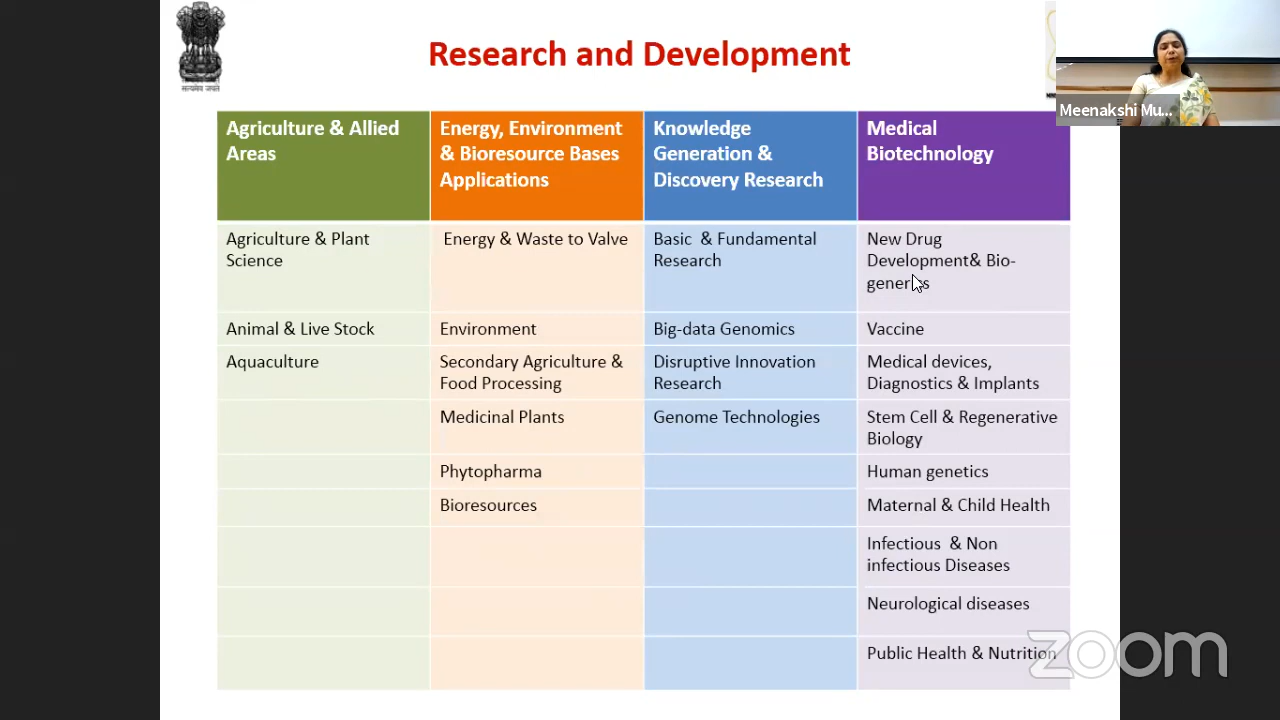 सत्यमेव जयते
Research and Development
Meenakshi Mu...
Agriculture & Allied
Areas
Energy, Environment
& Bioresource Bases
Applications
Knowledge
Generation &
Discovery Research
Medical
Biotechnology
Agriculture & Plant
Science
Energy & Waste to Valve
Basic & Fundamental
Research
New Drug
Development& Bio-
generics
Animal & Live Stock
Environment
Big-data Genomics
Vaccine
Aquaculture
Secondary Agriculture &
Food Processing
Disruptive Innovation
Research
Medical devices,
Diagnostics & Implants
Medicinal Plants
Genome Technologies
Stem Cell & Regenerative
Biology
Phytopharma
Human genetics
Bioresources
Maternal & Child Health
Infectious & Non
infectious Diseases
Neurological diseases
Public Health & Nutrition
zoom